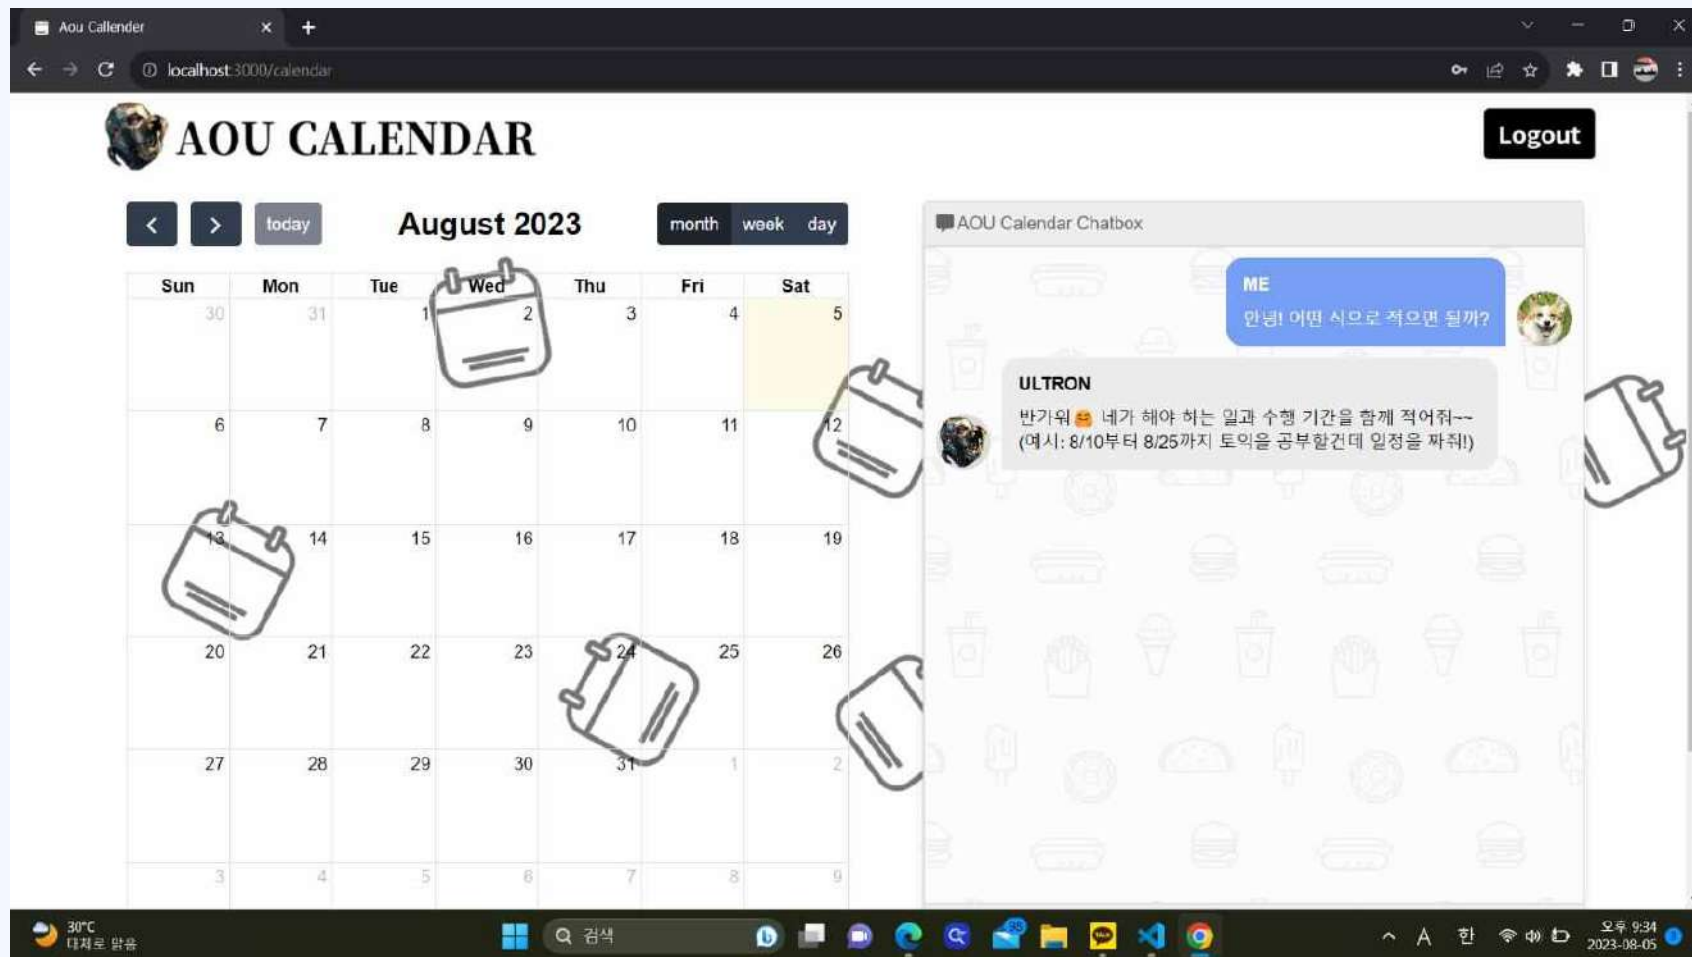 Aou Callender
localhost:3000/calendar
AOU CALENDAR
Logout
today
August 2023
month week day
Sun Mon Tue Wed Thu Fri Sat
30 31 1 2 3 4 5
6 7 8 9 10 11 12
13 14 15 16 17 18 19
20 21 22 23 24 25 26
27 28 29 30 31 1 2
3 4 5 6 7 8 9
AOU Calendar Chatbox
ME
안녕! 어떤 식으로 적으면 될까?
ULTRON
반가워🤗 네가 해야 하는 일과 수행 기간을 함께 적어줘~~
(예시: 8/10부터 8/25까지 토익을 공부할건데 일정을 짜줘!)
30°C
대체로 맑음
검색
A 한
오후 9:34
2023-08-05